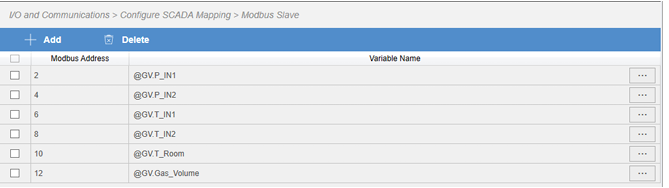 I/O and Communications > Configure SCADA Mapping > Modbus Slave
Add Delete
Modbus Address Variable Name
2 @GV.P_IN1 ...
4 @GV.P_IN2 ...
6 @GV.T_IN1 ...
8 @GV.T_IN2 ...
10 @GV.T_Room ...
12 @GV.Gas_Volume ...